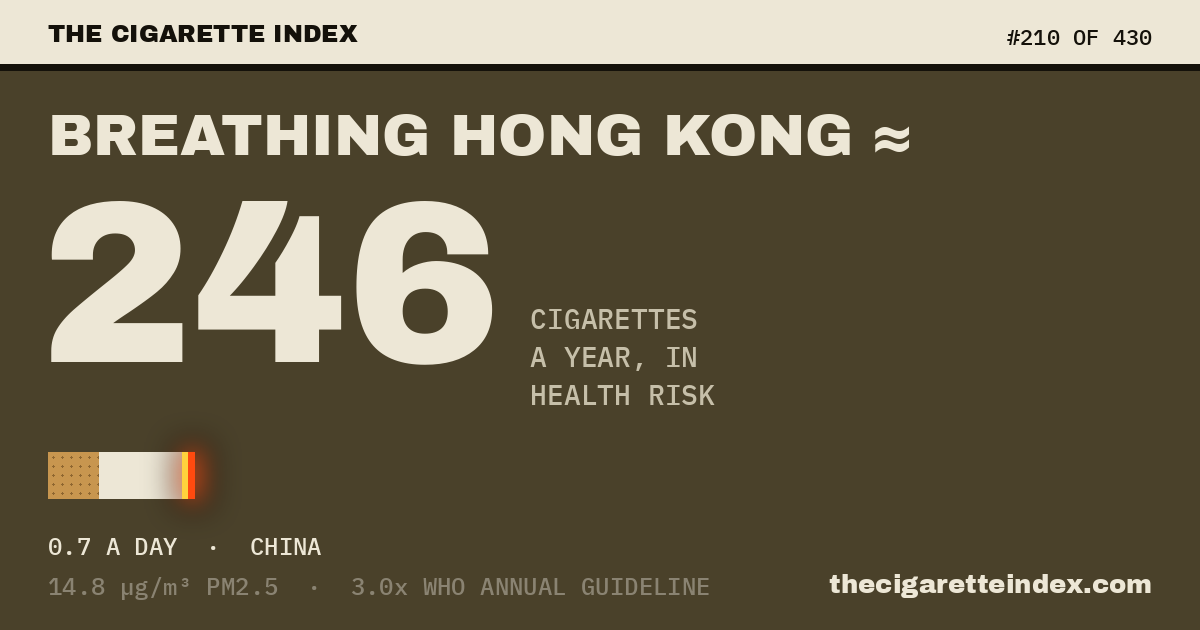 THE CIGARETTE INDEX
#210 OF 430
BREATHING HONG KONG ≈
246
CIGARETTES
A YEAR, IN
HEALTH RISK
0.7 A DAY · CHINA
14.8 µg/m³ PM2.5 · 3.0x WHO ANNUAL GUIDELINE
thecigaretteindex.com